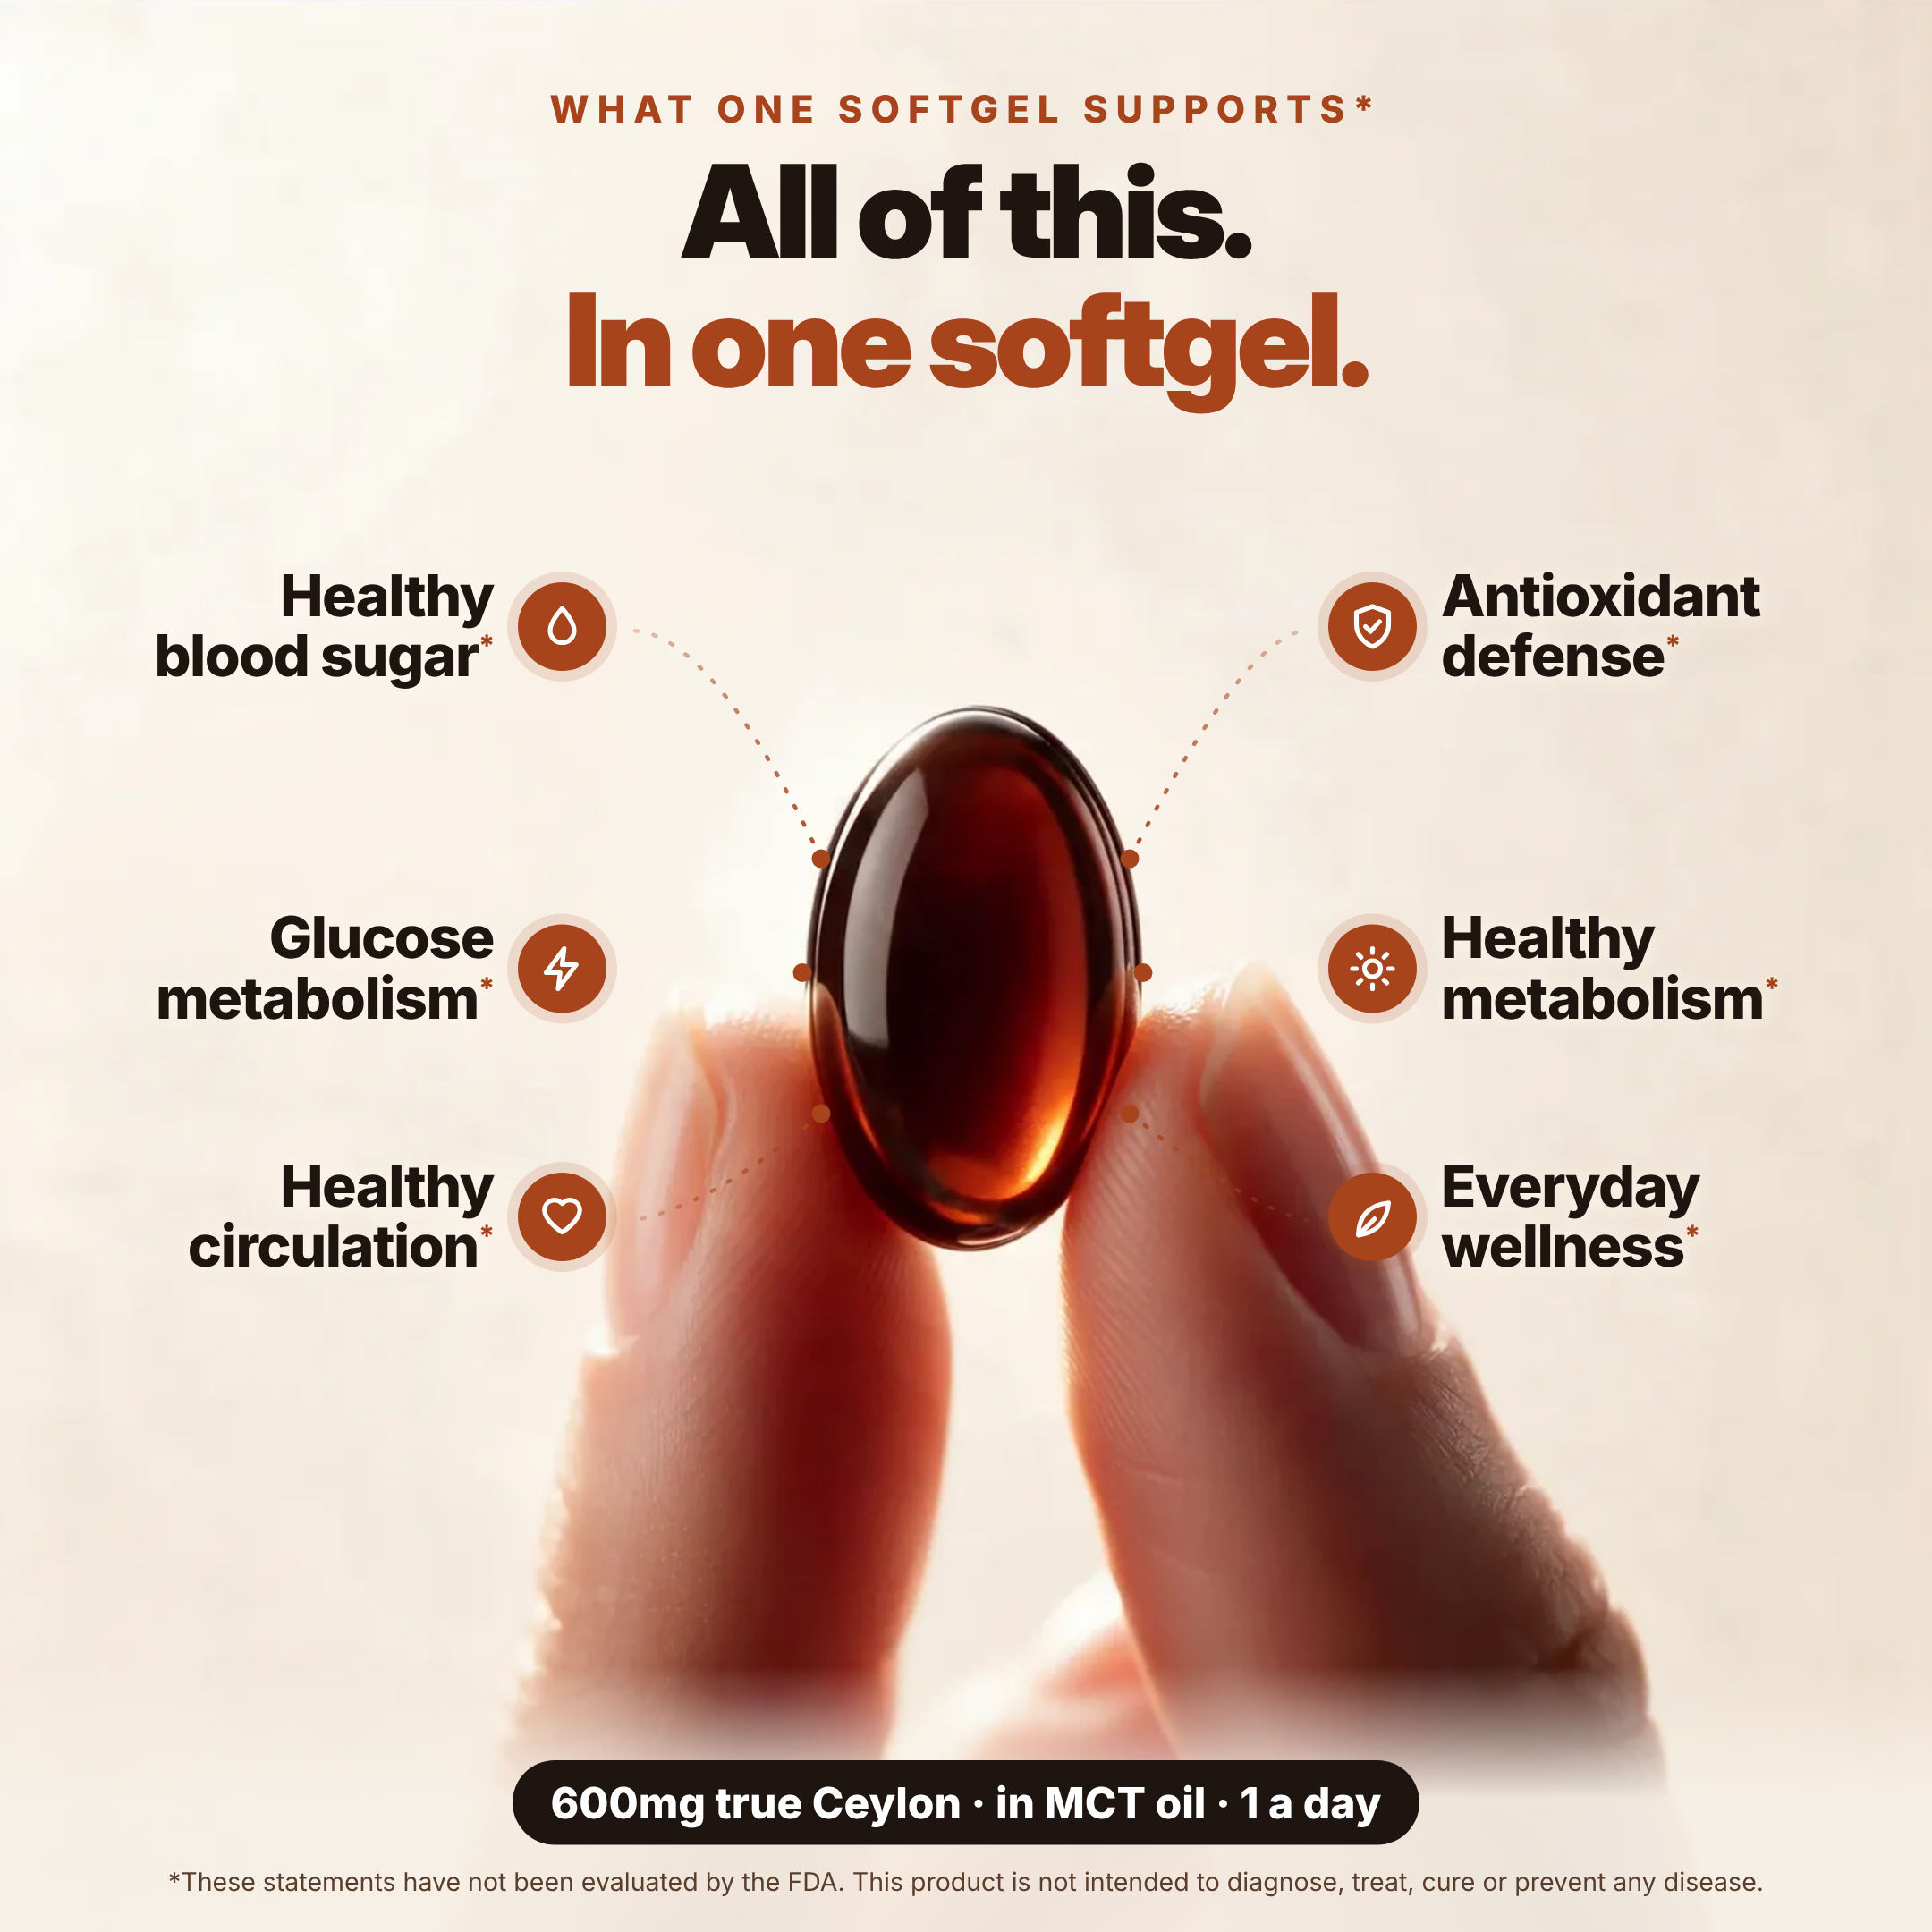 WHAT ONE SOFTGEL SUPPORTS*
All of this.
In one softgel.
Healthy
blood sugar*
Antioxidant
defense*
Glucose
metabolism*
Healthy
metabolism*
Healthy
circulation*
Everyday
wellness*
600mg true Ceylon · in MCT oil · 1 a day
*These statements have not been evaluated by the FDA. This product is not intended to diagnose, treat, cure or prevent any disease.